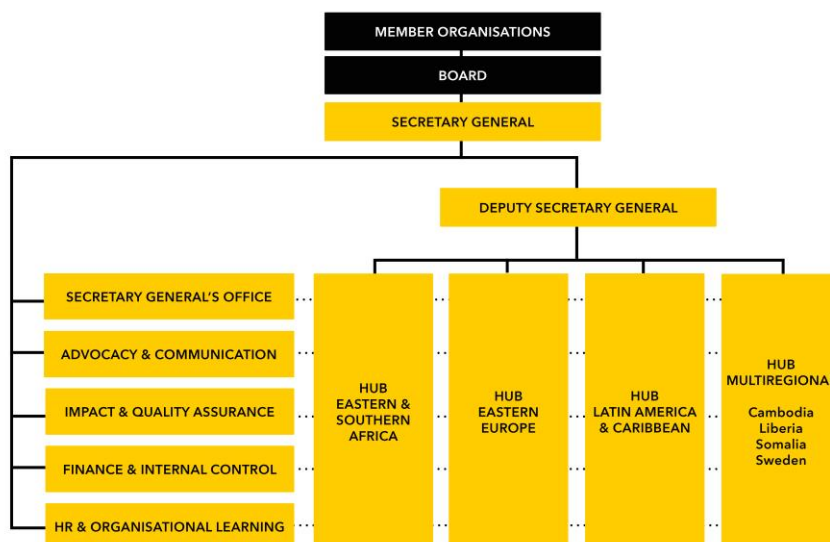 MEMBER ORGANISATIONS
BOARD
SECRETARY GENERAL
DEPUTY SECRETARY GENERAL
SECRETARY GENERAL'S OFFICE
ADVOCACY & COMMUNICATION
IMPACT & QUALITY ASSURANCE
FINANCE & INTERNAL CONTROL
HR & ORGANISATIONAL LEARNING
HUB
EASTERN &
SOUTHERN
AFRICA
HUB
EASTERN
EUROPE
HUB
LATIN AMERICA
& CARIBBEAN
HUB
MULTIREGIONA
Cambodia
Liberia
Somalia
Sweden